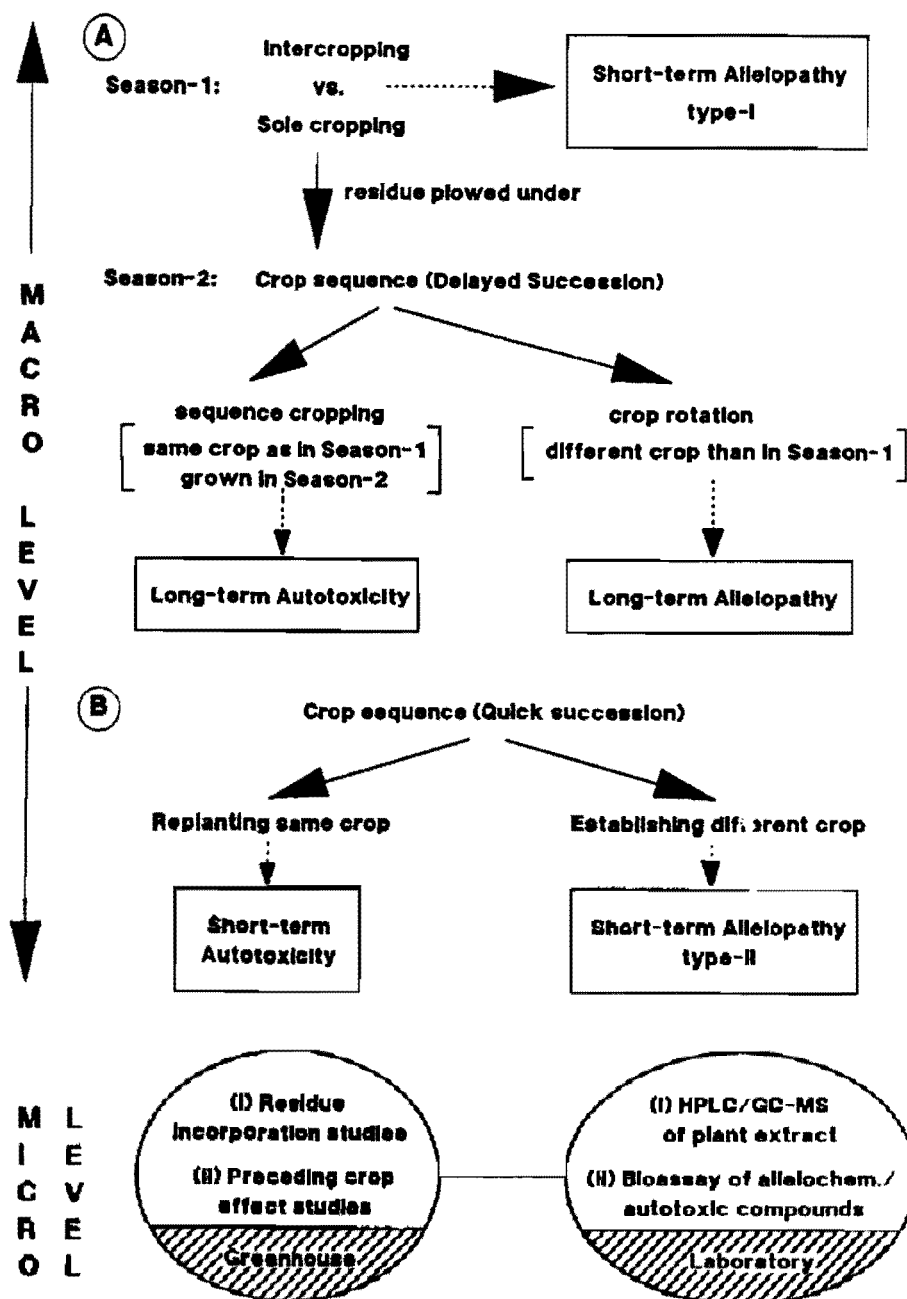 A
Intercropping
Season-1: vs.
Sole cropping
Short-term Allelopathy
type-I
residue plowed under
Season-2: Crop sequence (Delayed Succession)
sequence cropping
[same crop as in Season-1
grown in Season-2]
crop rotation
[different crop than in Season-1]
Long-term Autotoxicity
Long-term Allelopathy
MACRO LEVEL
B
Crop sequence (Quick succession)
Replanting same crop
Establishing different crop
Short-term
Autotoxicity
Short-term Allelopathy
type-II
MICRO
LEVEL
(I) Residue
incorporation studies
(II) Preceding crop
effect studies
Greenhouse
(I) HPLC/GC-MS
of plant extract
(II) Bioassay of allelochem./
autotoxic compounds
Laboratory